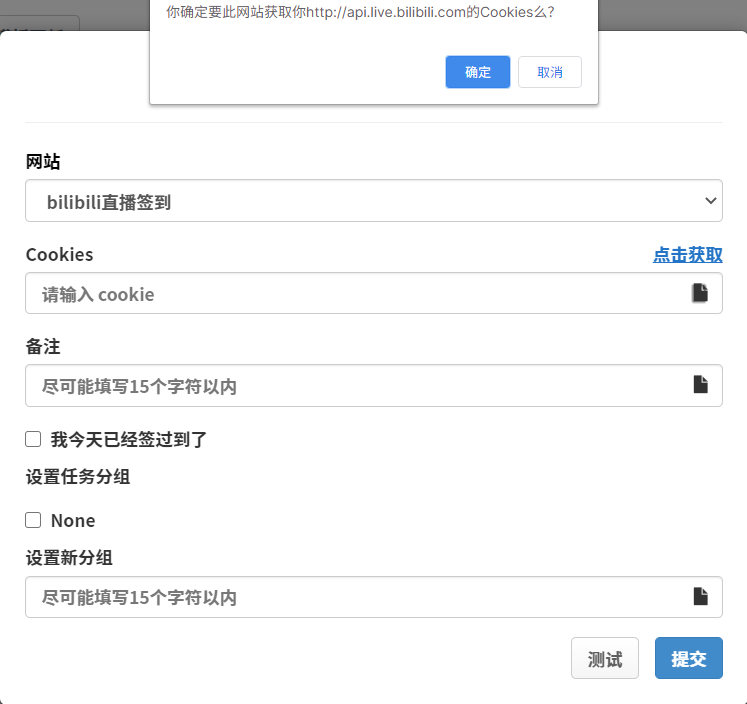 你确定要此网站获取你http://api.live.bilibili.com的Cookies么?
确定
取消
网站
bilibili直播签到
Cookies
点击获取
请输入 cookie
备注
尽可能填写15个字符以内
我今天已经签过到了
设置任务分组
None
设置新分组
尽可能填写15个字符以内
测试
提交